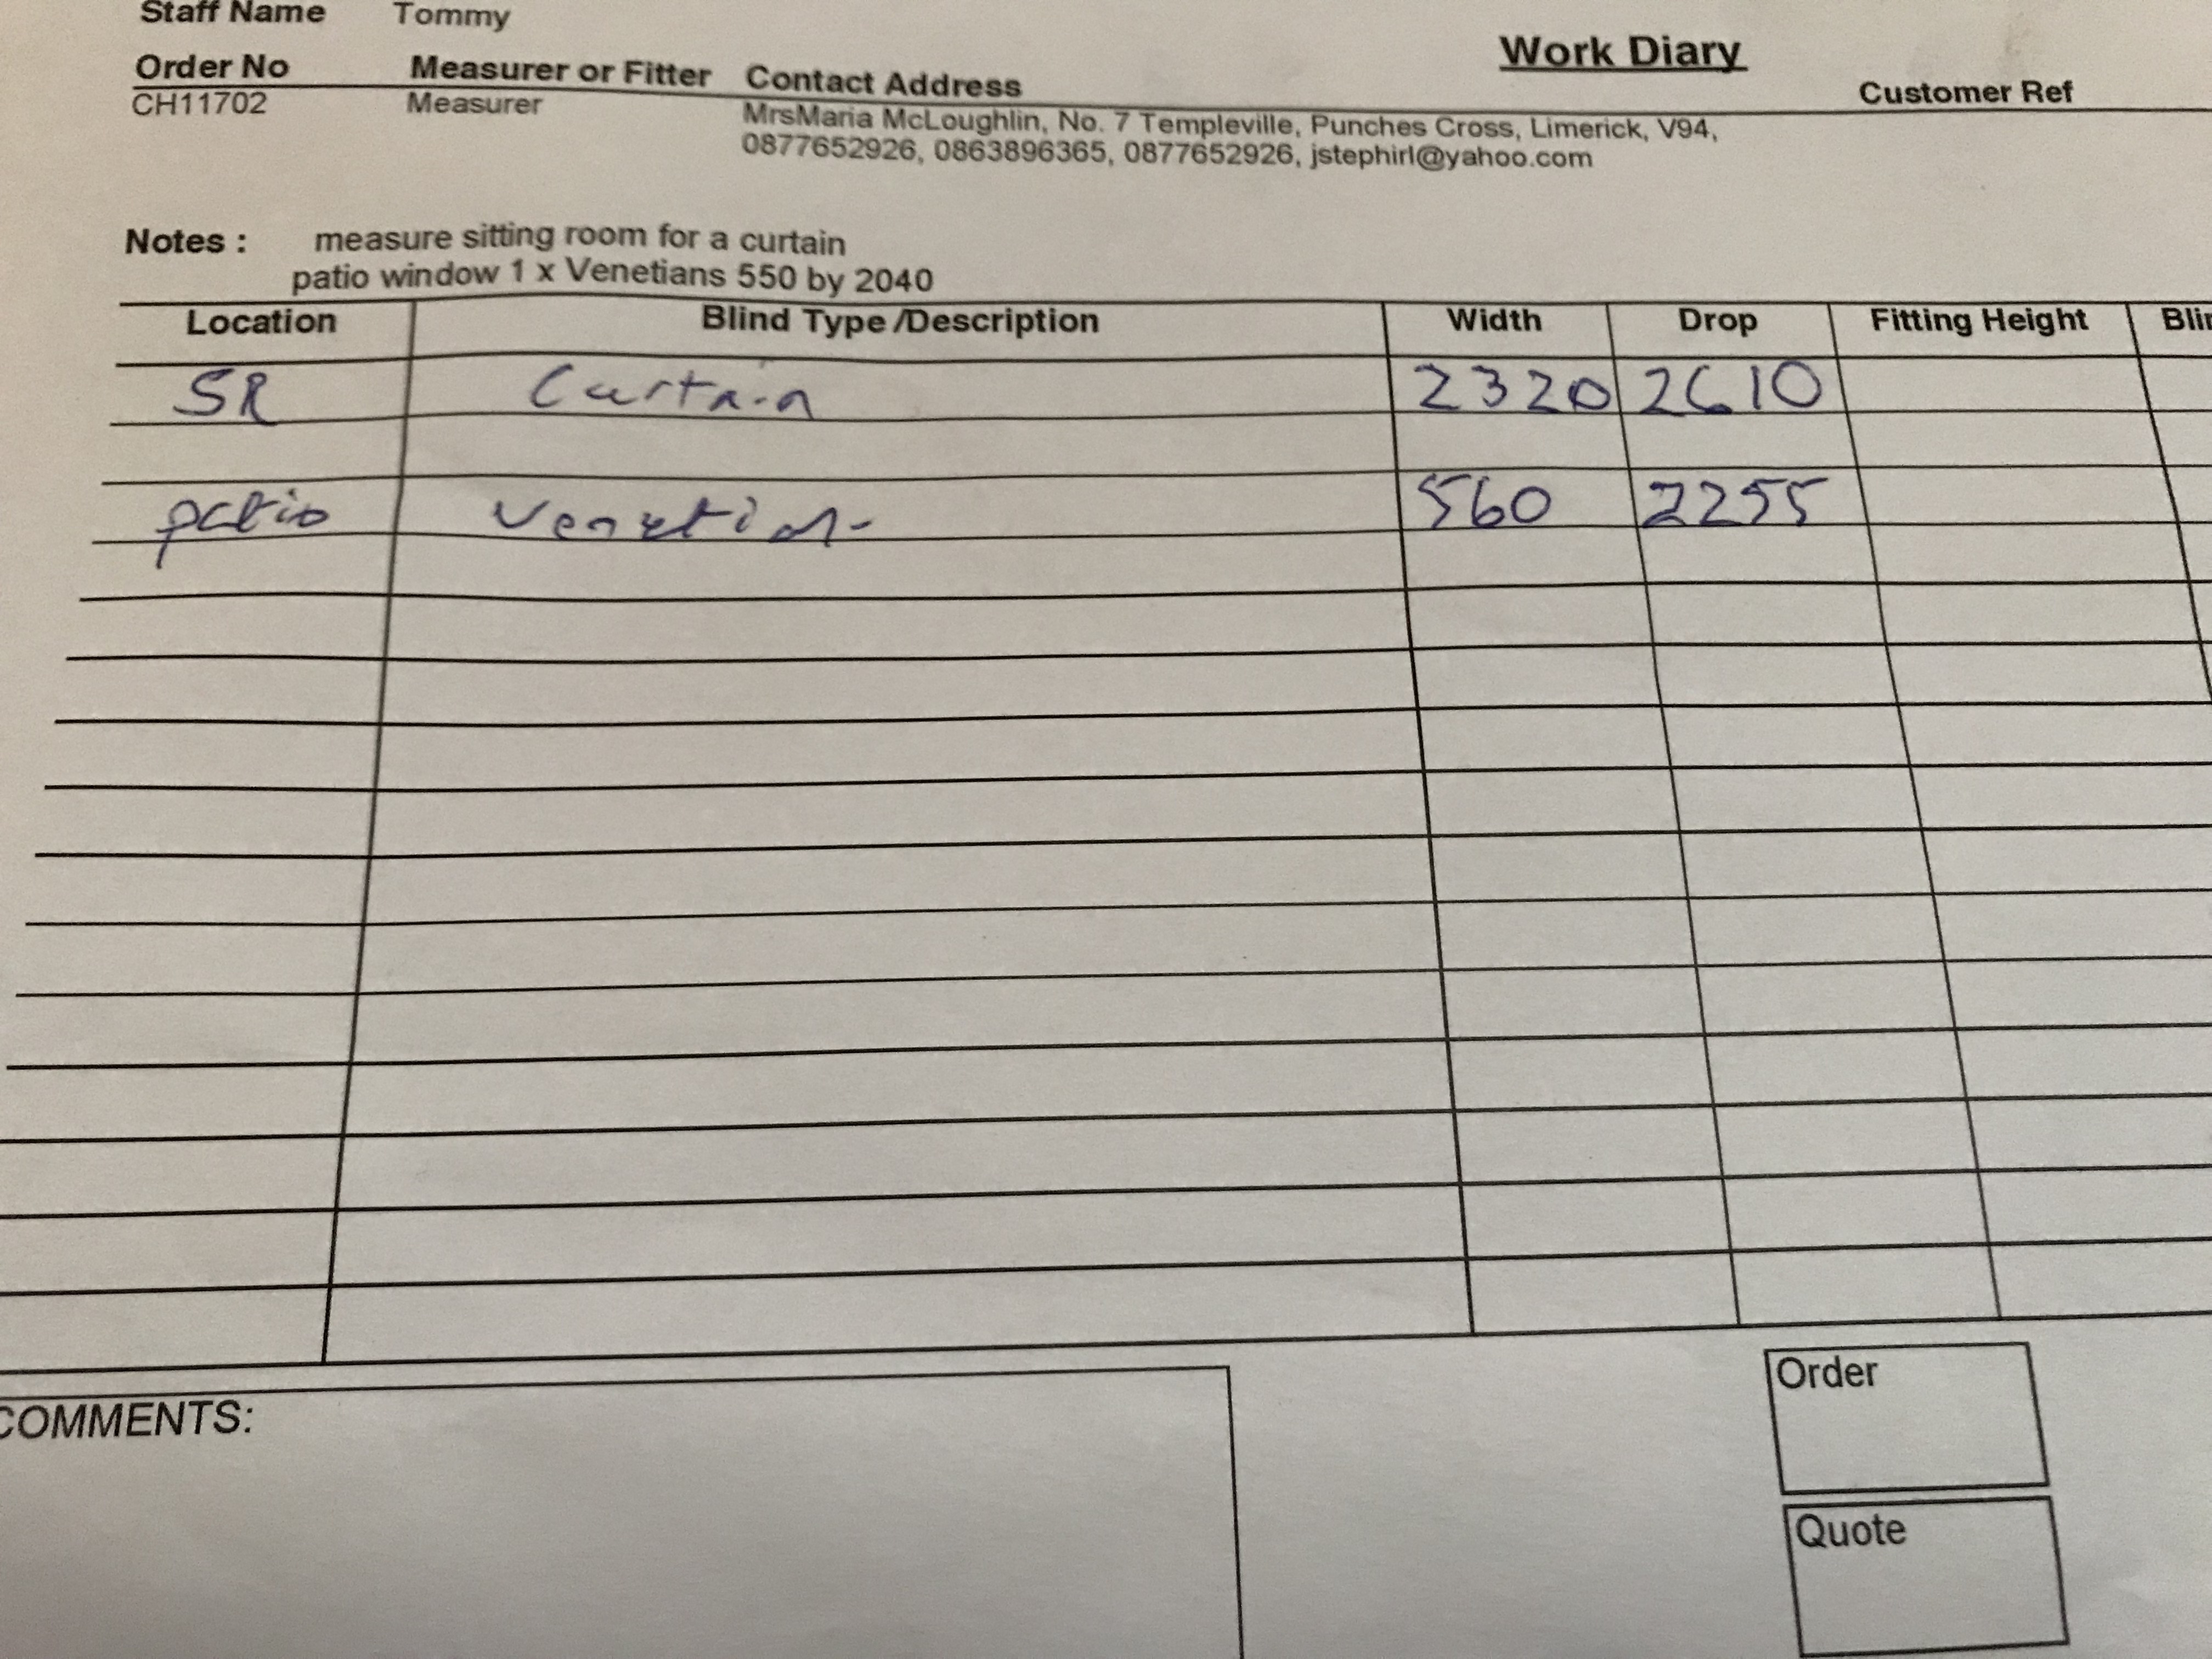 Staff Name Tommy
Work Diary
Order No Measurer or Fitter Contact Address Customer Ref
CH11702 Measurer MrsMaria McLoughlin, No. 7 Templeville, Punches Cross, Limerick, V94,
0877652926, 0863896365, 0877652926, jstephirl@yahoo.com
Notes : measure sitting room for a curtain
patio window 1 x Venetians 550 by 2040
Location Blind Type /Description Width Drop Fitting Height Blin
SR Curtain 2320 2610
patio Venetian 560 2255
COMMENTS:
Order
Quote